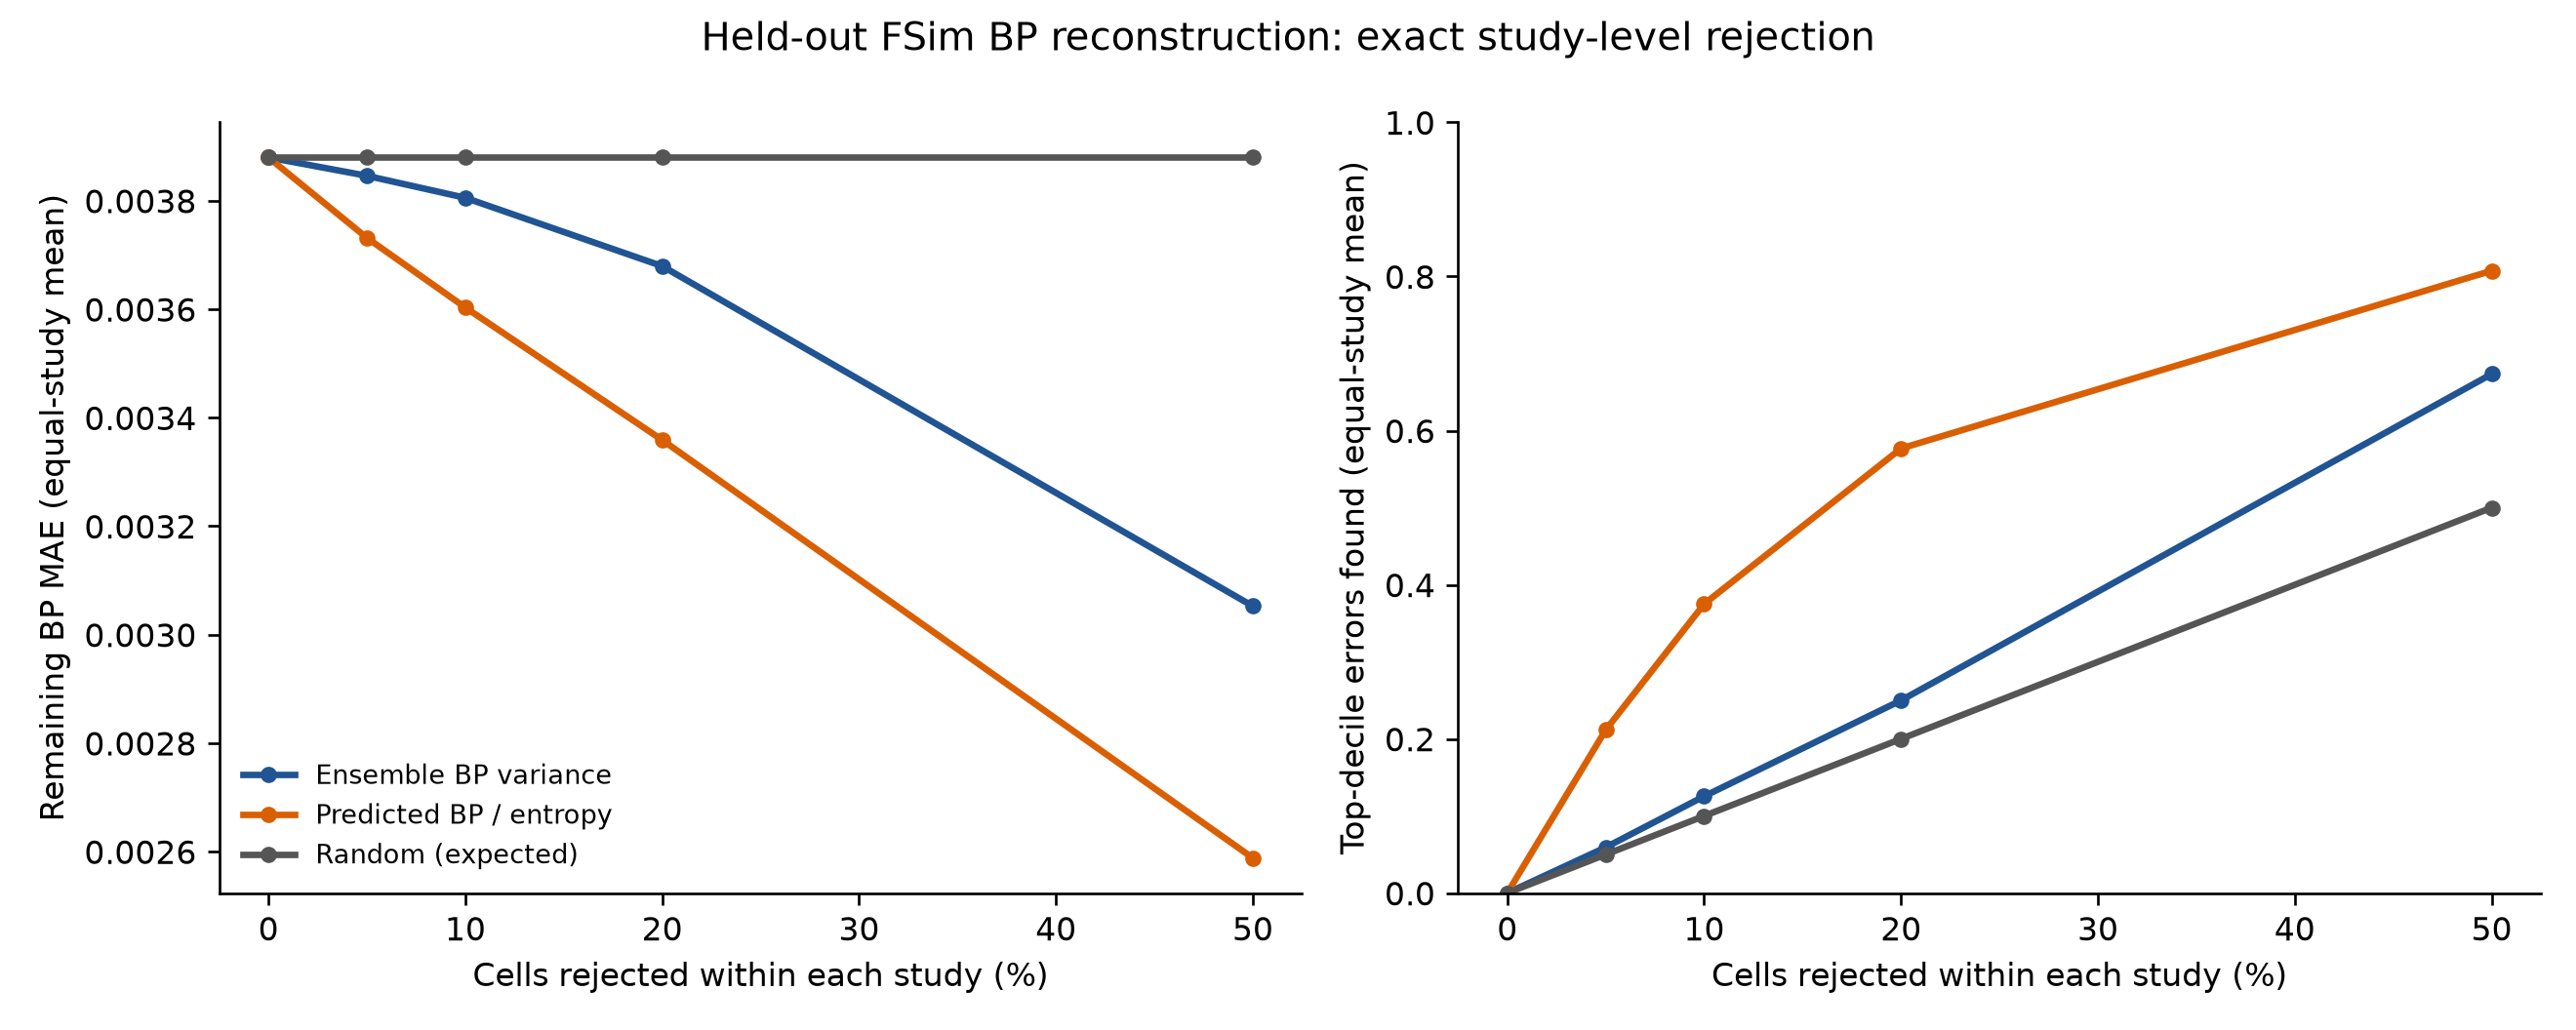 Held-out FSim BP reconstruction: exact study-level rejection
Remaining BP MAE (equal-study mean)
0.0038
0.0036
0.0034
0.0032
0.0030
0.0028
0.0026
Ensemble BP variance
Predicted BP / entropy
Random (expected)
0 10 20 30 40 50
Cells rejected within each study (%)
Top-decile errors found (equal-study mean)
1.0
0.8
0.6
0.4
0.2
0.0
0 10 20 30 40 50
Cells rejected within each study (%)